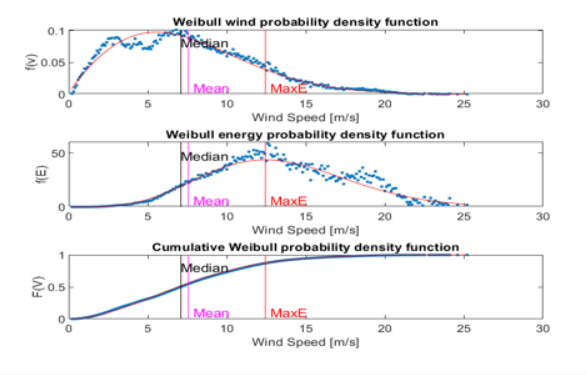 Weibull wind probability density function
0.1
0.05
0
f(v)
Median
Mean
MaxE
0 5 10 15 20 25 30
Wind Speed [m/s]
Weibull energy probability density function
50
0
f(E)
Median
Mean
MaxE
0 5 10 15 20 25 30
Wind Speed [m/s]
Cumulative Weibull probability density function
1
0.5
0
F(V)
Median
Mean
MaxE
0 5 10 15 20 25 30
Wind Speed [m/s]